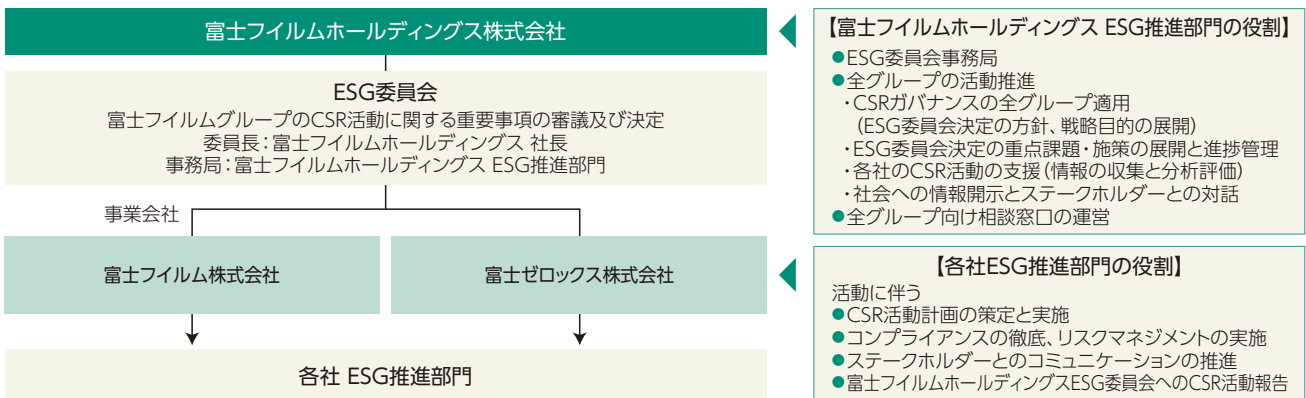 富士フイルムホールディングス株式会社
ESG委員会
富士フイルムグループのCSR活動に関する重要事項の審議及び決定
委員長：富士フイルムホールディングス 社長
事務局：富士フイルムホールディングス ESG推進部門
事業会社
富士フイルム株式会社
富士ゼロックス株式会社
各社 ESG推進部門
【富士フイルムホールディングス ESG推進部門の役割】
●ESG委員会事務局
●全グループの活動推進
・CSRガバナンスの全グループ適用
（ESG委員会決定の方針、戦略目的の展開）
・ESG委員会決定の重点課題・施策の展開と進捗管理
・各社のCSR活動の支援（情報の収集と分析評価）
・社会への情報開示とステークホルダーとの対話
●全グループ向け相談窓口の運営
【各社ESG推進部門の役割】
活動に伴う
●CSR活動計画の策定と実施
●コンプライアンスの徹底、リスクマネジメントの実施
●ステークホルダーとのコミュニケーションの推進
●富士フイルムホールディングスESG委員会へのCSR活動報告